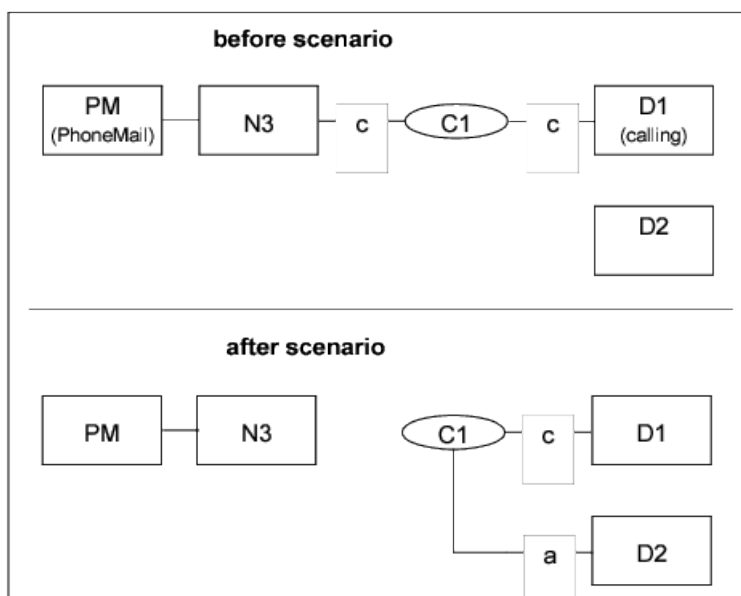 before scenario
PM
(PhoneMail)
N3
c
C1
c
D1
(calling)
D2
after scenario
PM
N3
C1
c
D1
a
D2